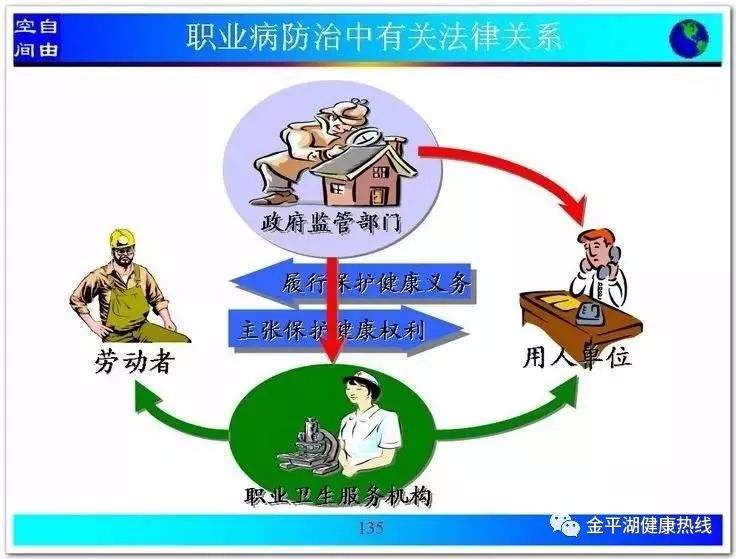 空自
间由
职业病防治中有关法律关系
政府监管部门
履行保护健康义务
主张保护健康权利
劳动者
用人单位
职业卫生服务机构
135
金平湖健康热线